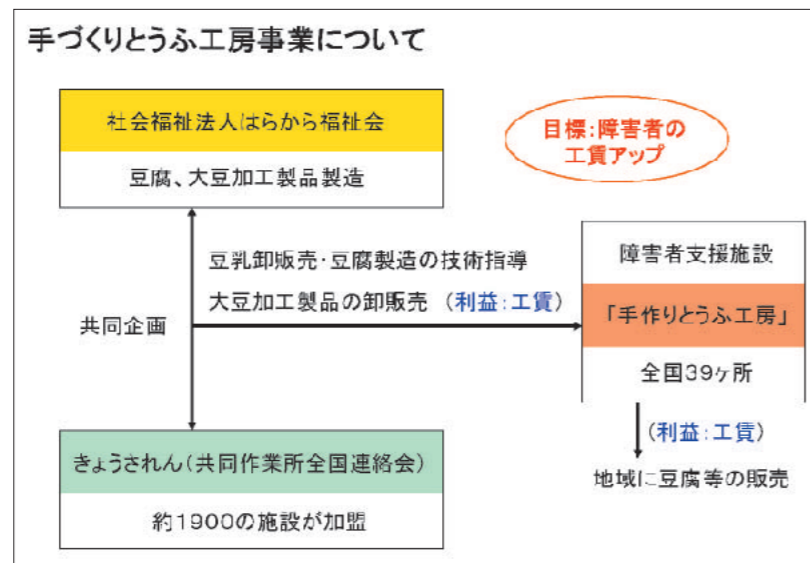 手づくりとうふ工房事業について
社会福祉法人はらから福祉会
豆腐、大豆加工製品製造
目標:障害者の
工賃アップ
豆乳卸販売・豆腐製造の技術指導
大豆加工製品の卸販売 (利益:工賃)
共同企画
障害者支援施設
「手作りとうふ工房」
全国39ヶ所
(利益:工賃)
地域に豆腐等の販売
きょうされん(共同作業所全国連絡会)
約1900の施設が加盟